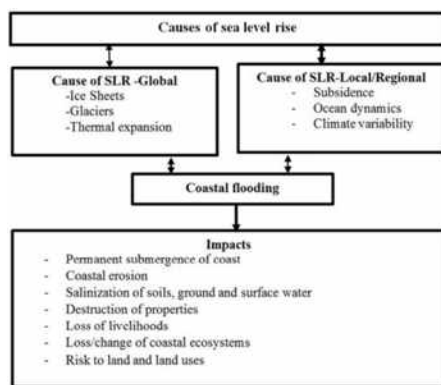 Causes of sea level rise
Cause of SLR -Global
-Ice Sheets
-Glaciers
-Thermal expansion
Cause of SLR-Local/Regional
- Subsidence
- Ocean dynamics
- Climate variability
Coastal flooding
Impacts
- Permanent submergence of coast
- Coastal erosion
- Salinization of soils, ground and surface water
- Destruction of properties
- Loss of livelihoods
- Loss/change of coastal ecosystems
- Risk to land and land uses